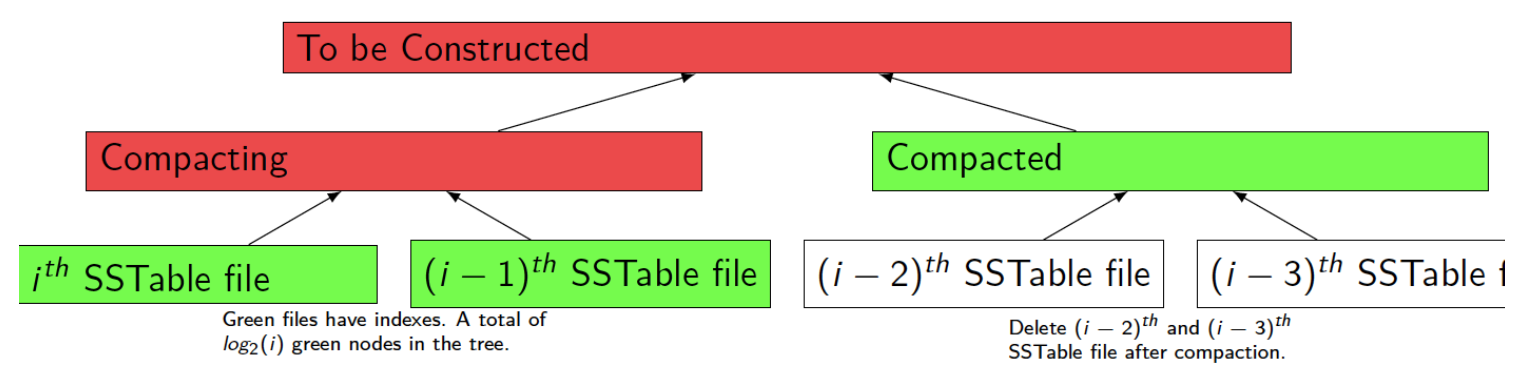 To be Constructed
Compacting
Compacted
i^{th} SSTable file
(i − 1)^{th} SSTable file
(i − 2)^{th} SSTable file
(i − 3)^{th} SSTable f
Green files have indexes. A total of
log_2(i) green nodes in the tree.
Delete (i − 2)^{th} and (i − 3)^{th}
SSTable file after compaction.